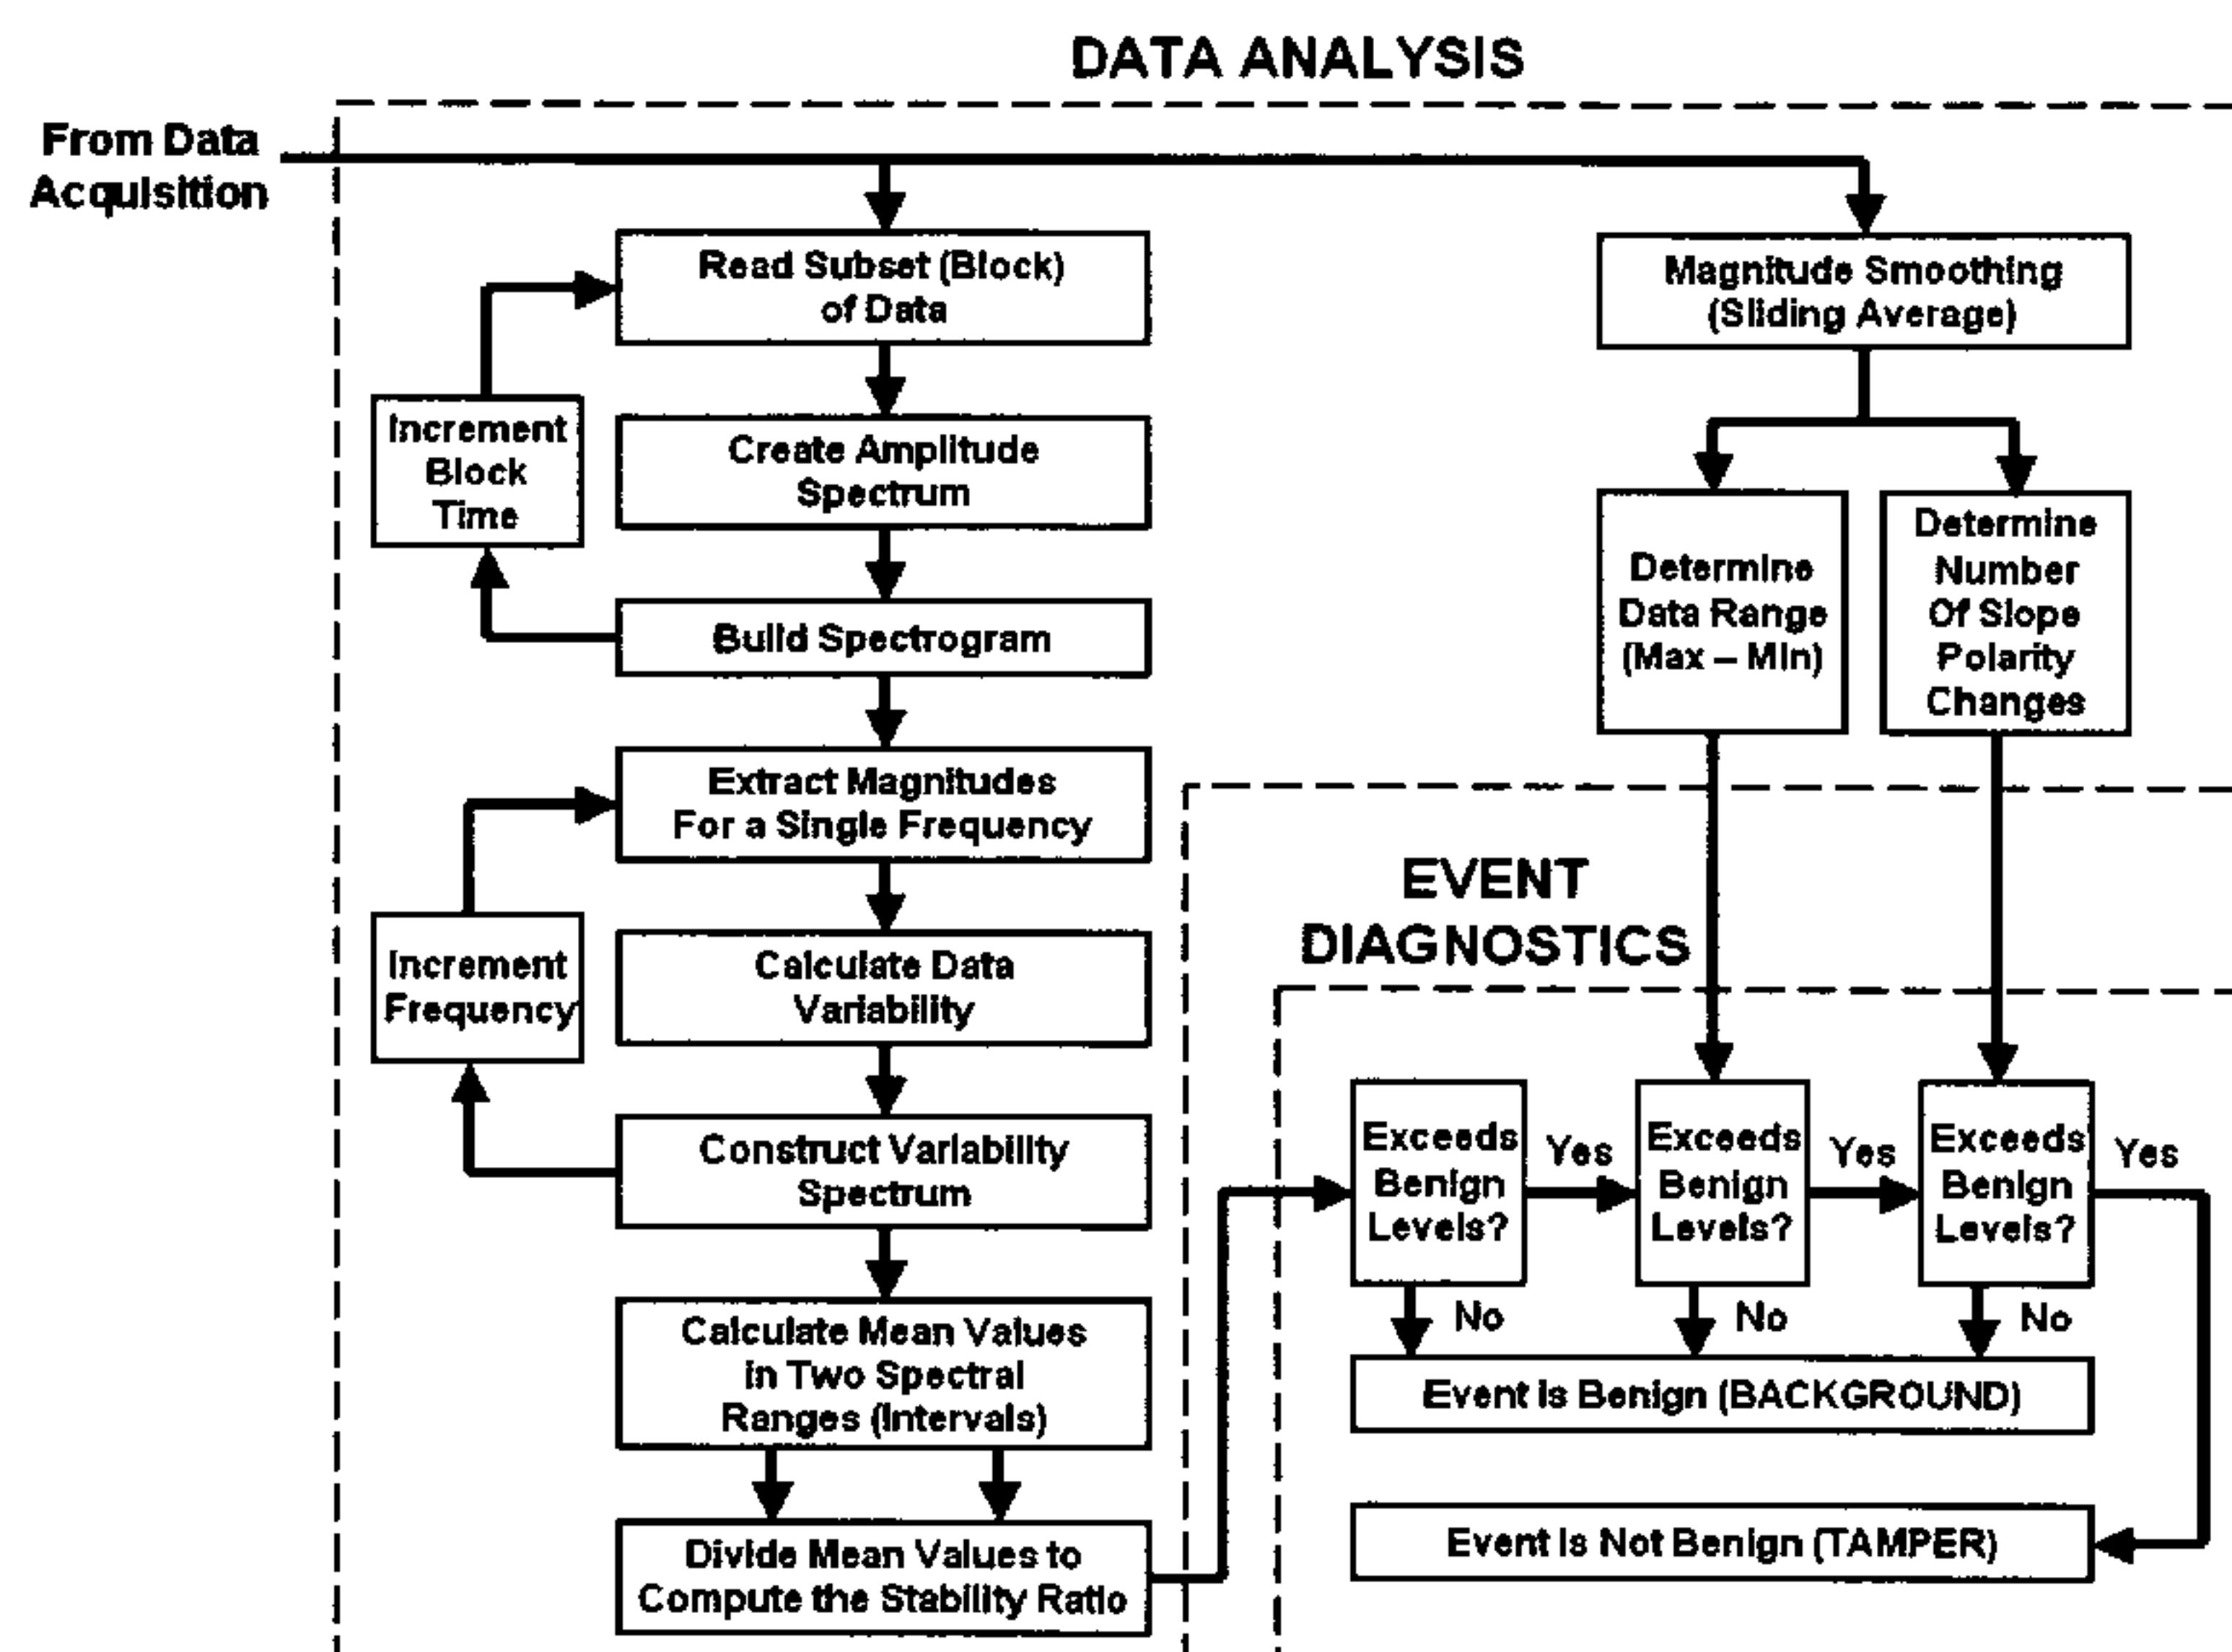 DATA ANALYSIS
From Data
Acquisition
Read Subset (Block)
of Data
Magnitude Smoothing
(Sliding Average)
Increment
Block
Time
Create Amplitude
Spectrum
Build Spectrogram
Determine
Data Range
(Max – Min)
Determine
Number
Of Slope
Polarity
Changes
Extract Magnitudes
For a Single Frequency
Increment
Frequency
Calculate Data
Variability
Construct Variability
Spectrum
Calculate Mean Values
in Two Spectral
Ranges (Intervals)
Divide Mean Values to
Compute the Stability Ratio
EVENT
DIAGNOSTICS
Exceeds
Benign
Levels?
Yes
Exceeds
Benign
Levels?
Yes
Exceeds
Benign
Levels?
Yes
No
No
No
Event is Benign (BACKGROUND)
Event is Not Benign (TAMPER)